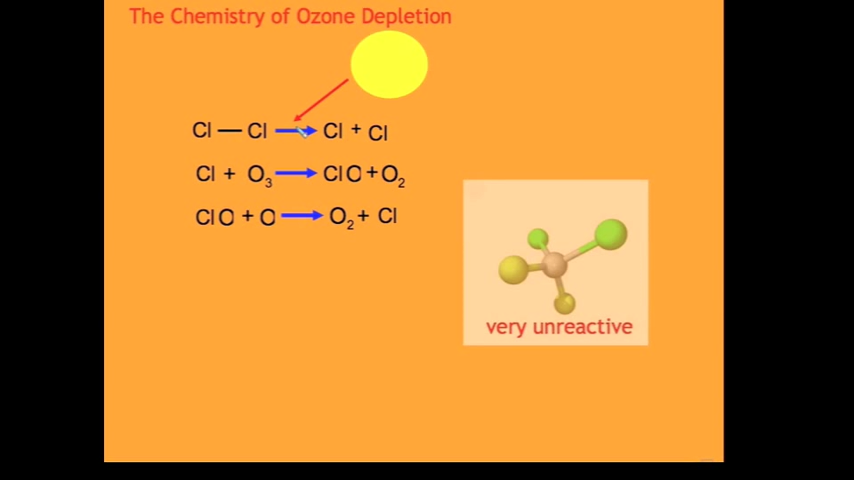 The Chemistry of Ozone Depletion
Cl — Cl → Cl + Cl
Cl + O₃ → ClO + O₂
ClO + O → O₂ + Cl
very unreactive